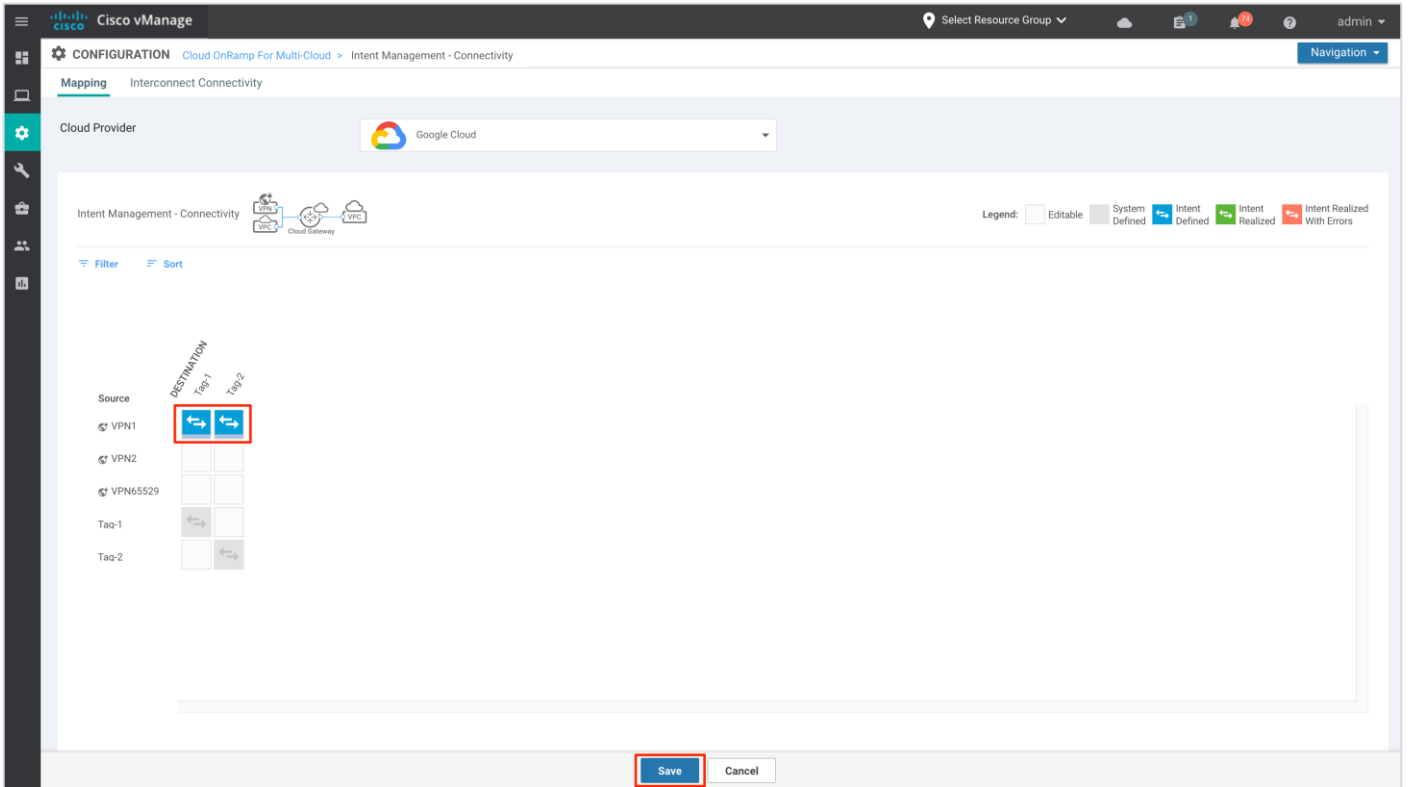 cisco Cisco vManage
Select Resource Group
1
74
admin
CONFIGURATION Cloud OnRamp For Multi-Cloud > Intent Management - Connectivity
Navigation
Mapping Interconnect Connectivity
Cloud Provider
Google Cloud
Intent Management - Connectivity
VPN
VPC
Cloud Gateway
VPC
Legend: Editable
System Defined
Intent Defined
Intent Realized
Intent Realized With Errors
Filter Sort
DESTINATION
Tag-1
Tag-2
Source
VPN1
VPN2
VPN65529
Tag-1
Tag-2
Save Cancel